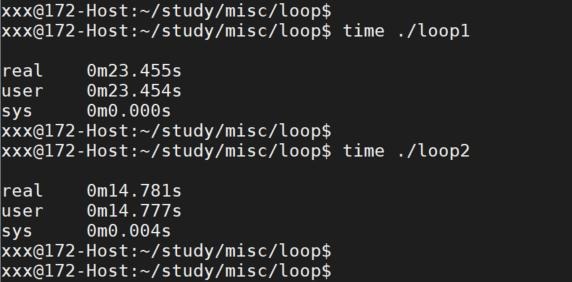 xxx@172-Host:~/study/misc/loop$
xxx@172-Host:~/study/misc/loop$ time ./loop1
real 0m23.455s
user 0m23.454s
sys 0m0.000s
xxx@172-Host:~/study/misc/loop$
xxx@172-Host:~/study/misc/loop$ time ./loop2
real 0m14.781s
user 0m14.777s
sys 0m0.004s
xxx@172-Host:~/study/misc/loop$
xxx@172-Host:~/study/misc/loop$